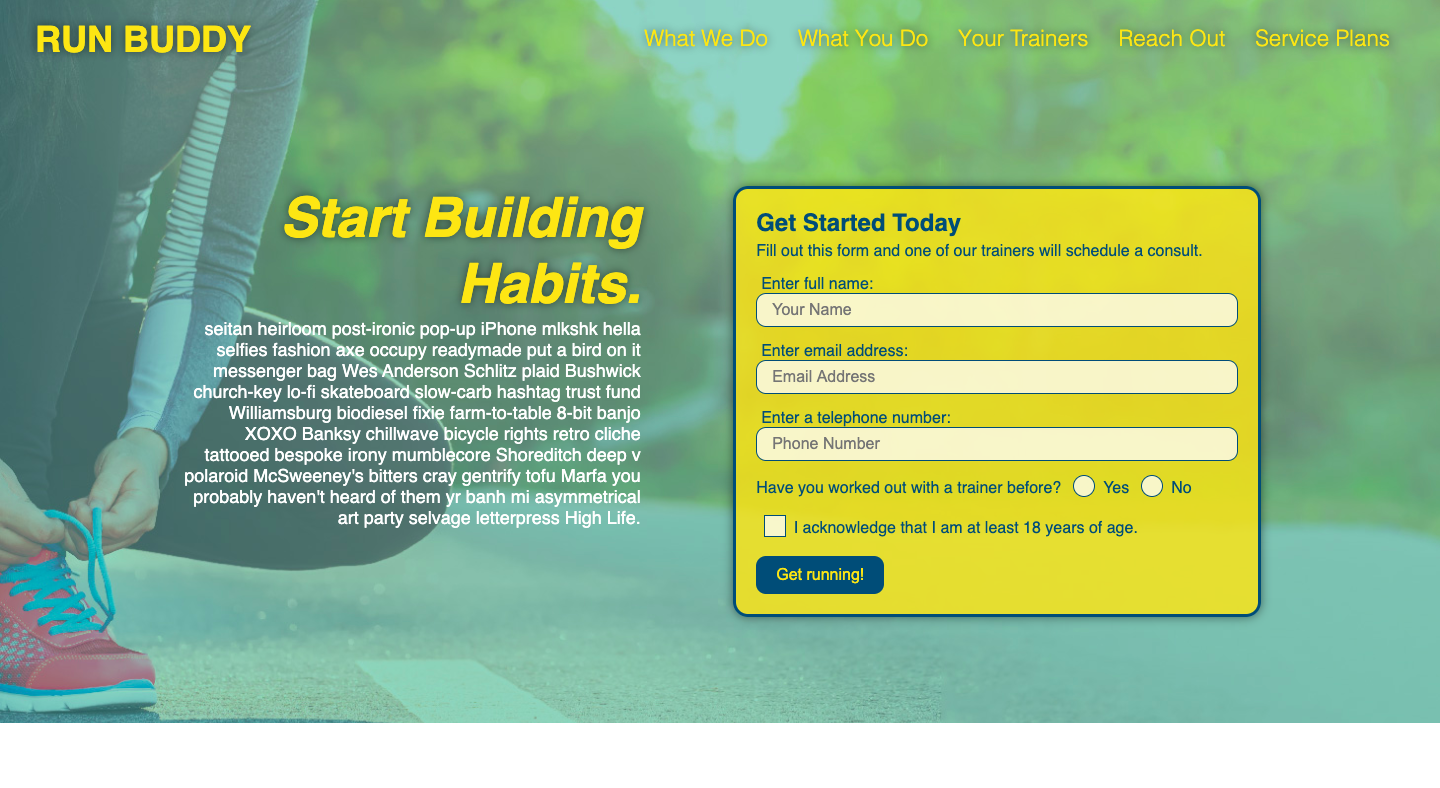 RUN BUDDY
What We Do
What You Do
Your Trainers
Reach Out
Service Plans
Start Building
Habits.
seitan heirloom post-ironic pop-up iPhone mlkshk hella
selfies fashion axe occupy readymade put a bird on it
messenger bag Wes Anderson Schlitz plaid Bushwick
church-key lo-fi skateboard slow-carb hashtag trust fund
Williamsburg biodiesel fixie farm-to-table 8-bit banjo
XOXO Banksy chillwave bicycle rights retro cliche
tattooed bespoke irony mumblecore Shoreditch deep v
polaroid McSweeney's bitters cray gentrify tofu Marfa you
probably haven't heard of them yr banh mi asymmetrical
art party selvage letterpress High Life.
Get Started Today
Fill out this form and one of our trainers will schedule a consult.
Enter full name:
Your Name
Enter email address:
Email Address
Enter a telephone number:
Phone Number
Have you worked out with a trainer before? Yes No
I acknowledge that I am at least 18 years of age.
Get running!